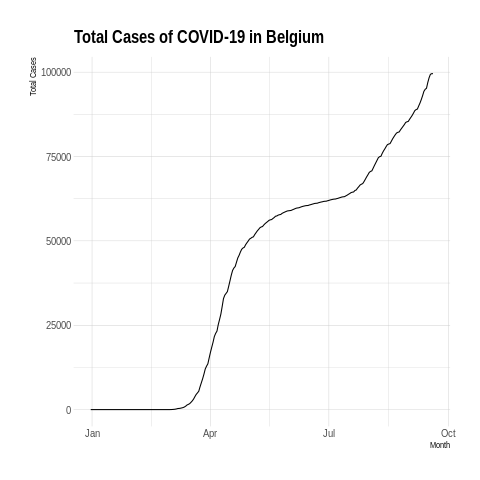 Total Cases of COVID-19 in Belgium
Total Cases
100000
75000
50000
25000
0
Jan Apr Jul Oct
Month